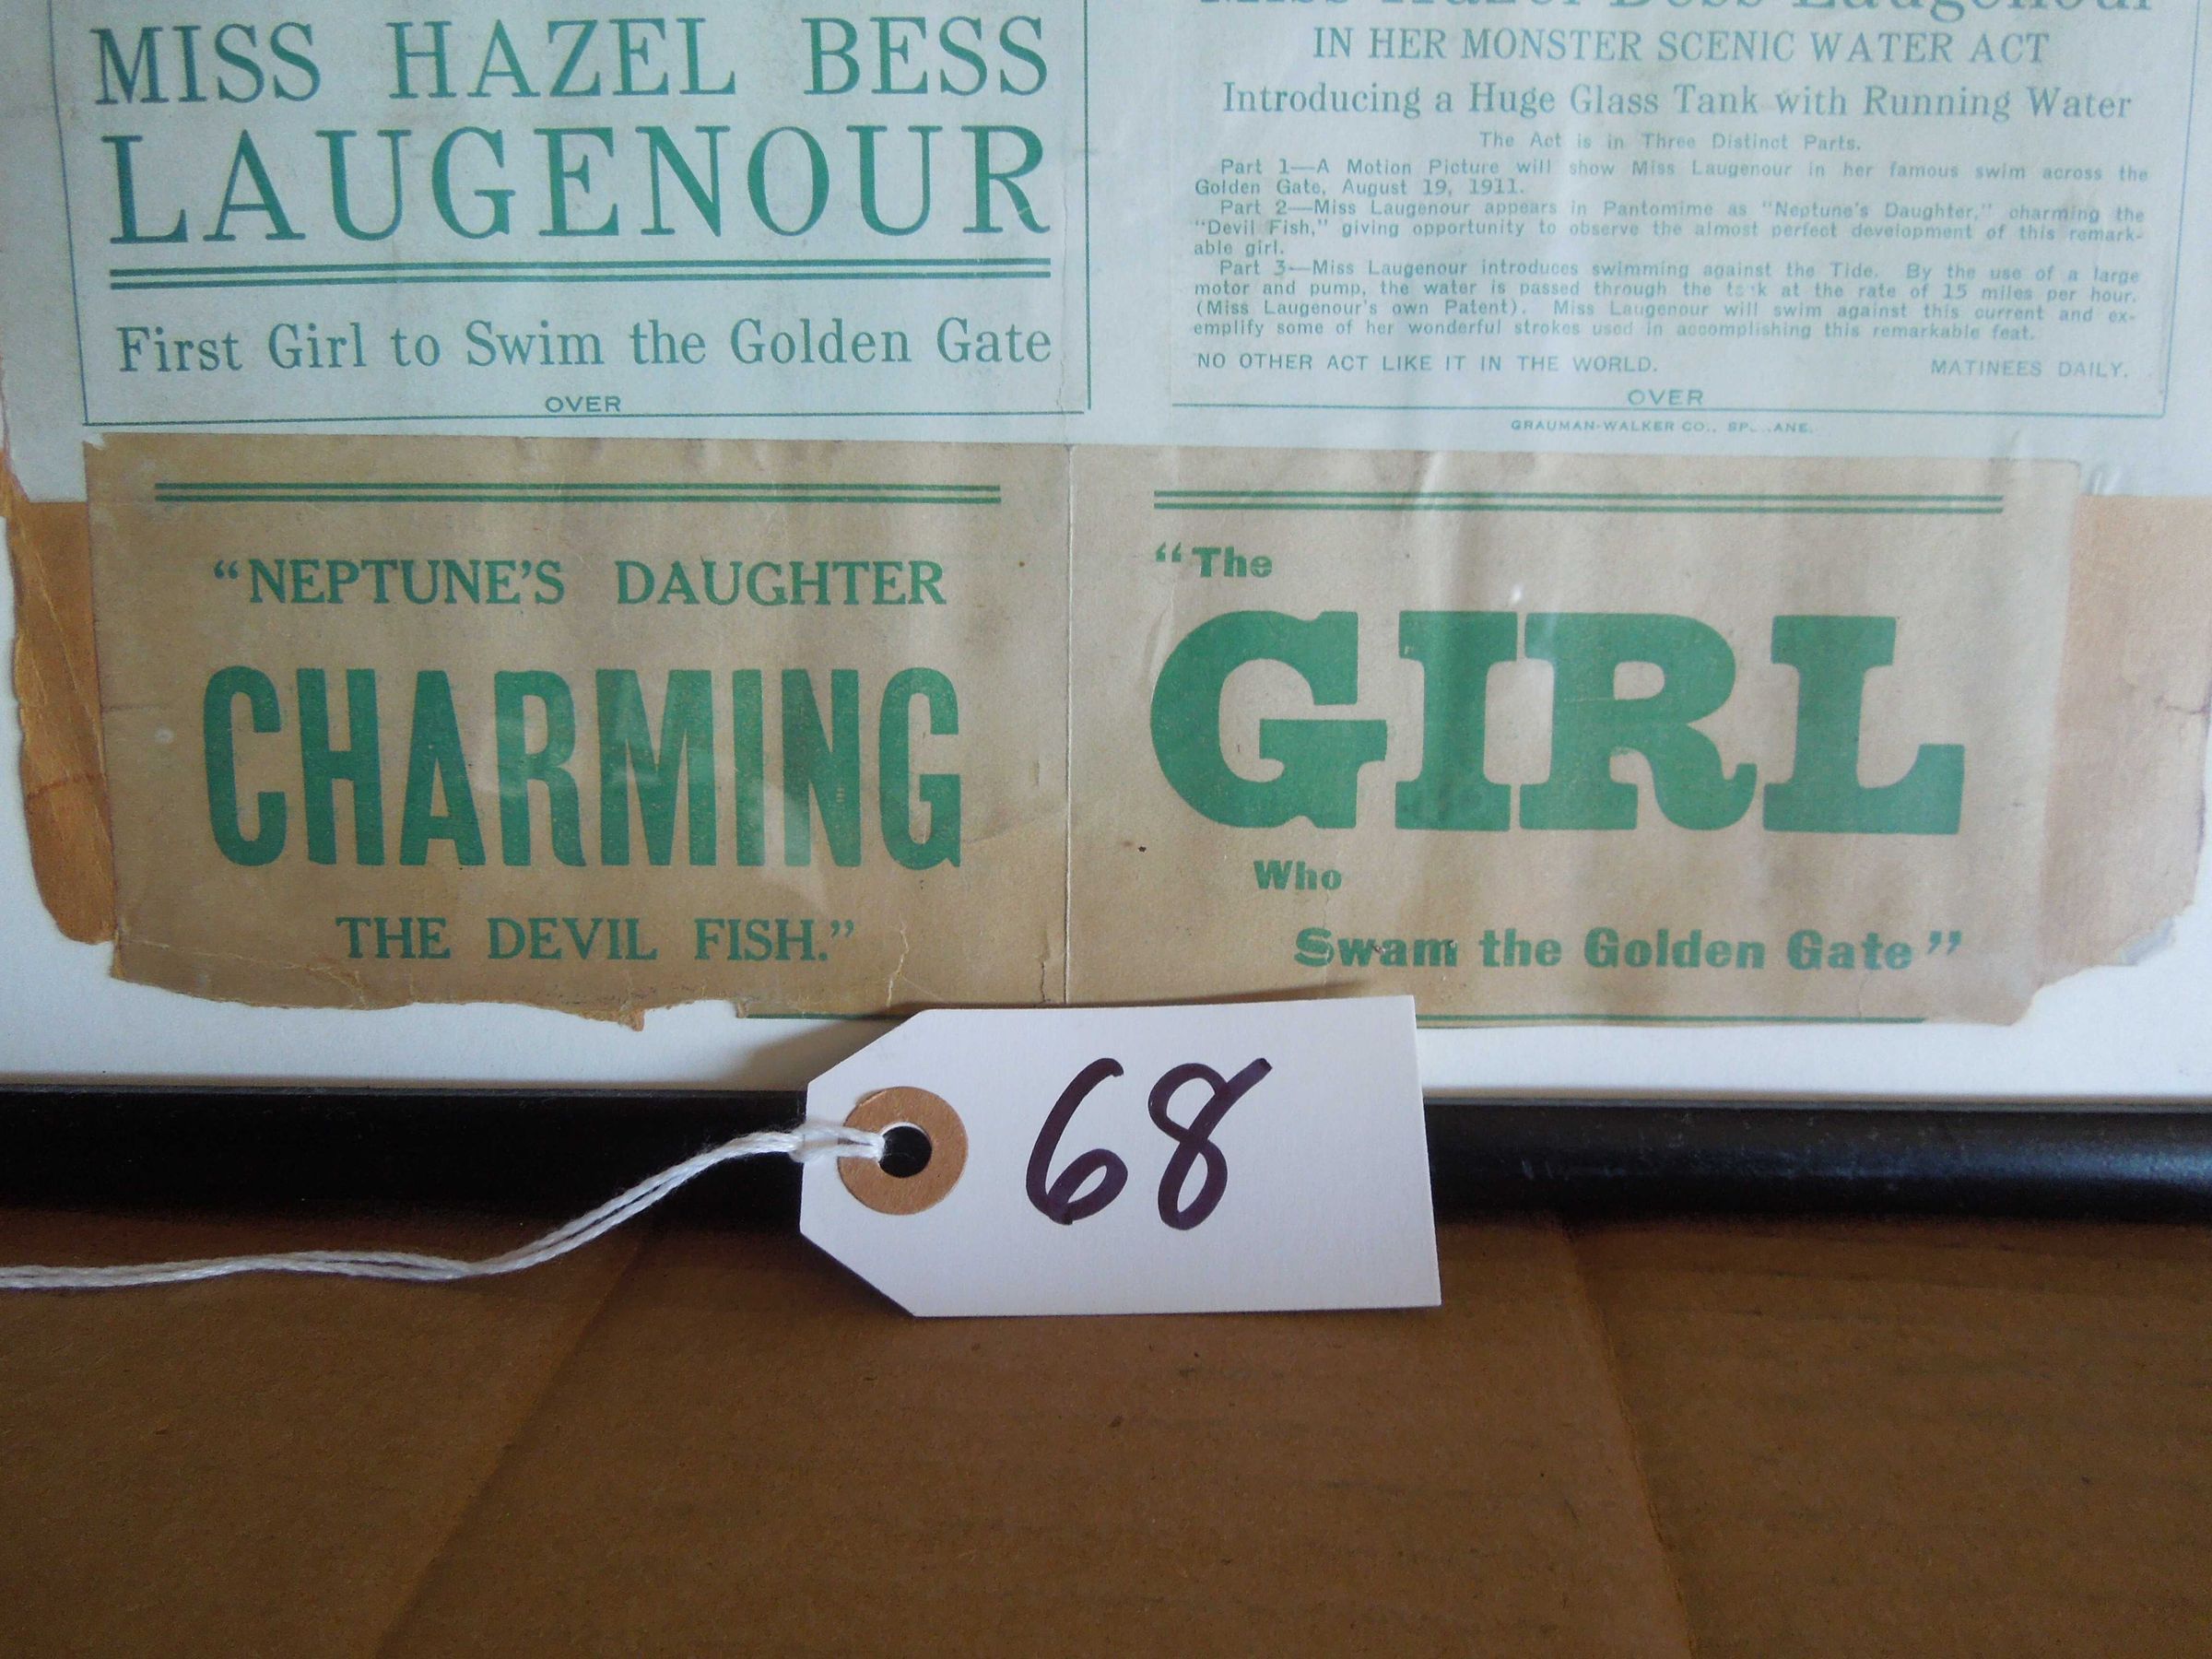 MISS HAZEL BESS
LAUGENOUR
First Girl to Swim the Golden Gate
OVER
Miss Hazel Bess Laugenour
IN HER MONSTER SCENIC WATER ACT
Introducing a Huge Glass Tank with Running Water
The Act is in Three Distinct Parts.
Part 1—A Motion Picture will show Miss Laugenour in her famous swim across the
Golden Gate, August 19, 1911.
Part 2—Miss Laugenour appears in Pantomime as "Neptune's Daughter," charming the
"Devil Fish," giving opportunity to observe the almost perfect development of this remark-
able girl.
Part 3—Miss Laugenour introduces swimming against the Tide. By the use of a large
motor and pump, the water is passed through the tank at the rate of 15 miles per hour.
(Miss Laugenour's own Patent). Miss Laugenour will swim against this current and ex-
emplify some of her wonderful strokes used in accomplishing this remarkable feat.
NO OTHER ACT LIKE IT IN THE WORLD. MATINEES DAILY.
OVER
GRAUMAN-WALKER CO.,
"NEPTUNE'S DAUGHTER
CHARMING
THE DEVIL FISH."
"The
GIRL
Who
Swam the Golden Gate"
68